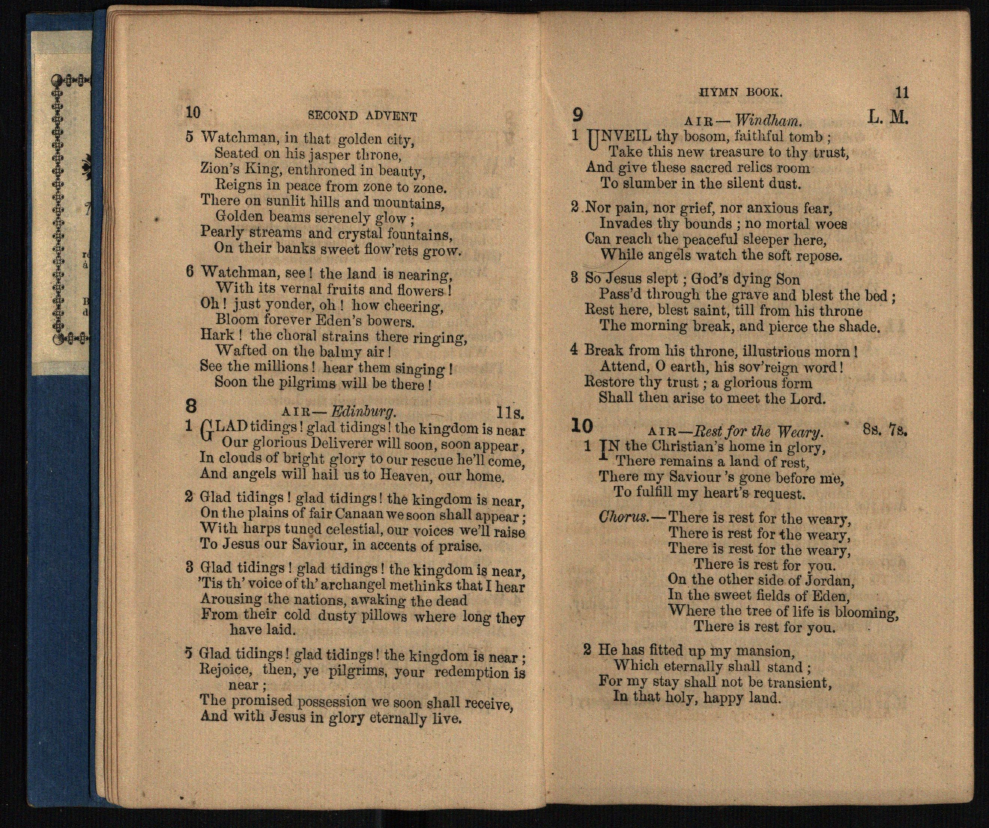 10 SECOND ADVENT
5 Watchman, in that golden city,
Seated on his jasper throne,
Zion's King, enthroned in beauty,
Reigns in peace from zone to zone.
There on sunlit hills and mountains,
Golden beams serenely glow ;
Pearly streams and crystal fountains,
On their banks sweet flow'rets grow.
6 Watchman, see ! the land is nearing,
With its vernal fruits and flowers !
Oh ! just yonder, oh ! how cheering,
Bloom forever Eden's bowers.
Hark ! the choral strains there ringing,
Wafted on the balmy air !
See the millions ! hear them singing !
Soon the pilgrims will be there !
8 AIR— Edinburg. 11s.
1 GLAD tidings ! glad tidings ! the kingdom is near
Our glorious Deliverer will soon, soon appear,
In clouds of bright glory to our rescue he'll come,
And angels will hail us to Heaven, our home.
2 Glad tidings ! glad tidings ! the kingdom is near,
On the plains of fair Canaan we soon shall appear ;
With harps tuned celestial, our voices we'll raise
To Jesus our Saviour, in accents of praise.
3 Glad tidings ! glad tidings ! the kingdom is near,
'Tis th' voice of th' archangel methinks that I hear
Arousing the nations, awaking the dead
From their cold dusty pillows where long they
have laid.
5 Glad tidings ! glad tidings ! the kingdom is near ;
Rejoice, then, ye pilgrims, your redemption is
near ;
The promised possession we soon shall receive,
And with Jesus in glory eternally live.
HYMN BOOK. 11
9 AIR— Windham. L. M.
1 UNVEIL thy bosom, faithful tomb ;
Take this new treasure to thy trust,
And give these sacred relics room
To slumber in the silent dust.
2 Nor pain, nor grief, nor anxious fear,
Invades thy bounds ; no mortal woes
Can reach the peaceful sleeper here,
While angels watch the soft repose.
3 So Jesus slept ; God's dying Son
Pass'd through the grave and blest the bed ;
Rest here, blest saint, till from his throne
The morning break, and pierce the shade.
4 Break from his throne, illustrious morn !
Attend, O earth, his sov'reign word !
Restore thy trust ; a glorious form
Shall then arise to meet the Lord.
10 AIR—Rest for the Weary. 8s. 7s.
1 IN the Christian's home in glory,
There remains a land of rest,
There my Saviour 's gone before me,
To fulfill my heart's request.
Chorus.—There is rest for the weary,
There is rest for the weary,
There is rest for the weary,
There is rest for you.
On the other side of Jordan,
In the sweet fields of Eden,
Where the tree of life is blooming,
There is rest for you.
2 He has fitted up my mansion,
Which eternally shall stand ;
For my stay shall not be transient,
In that holy, happy land.